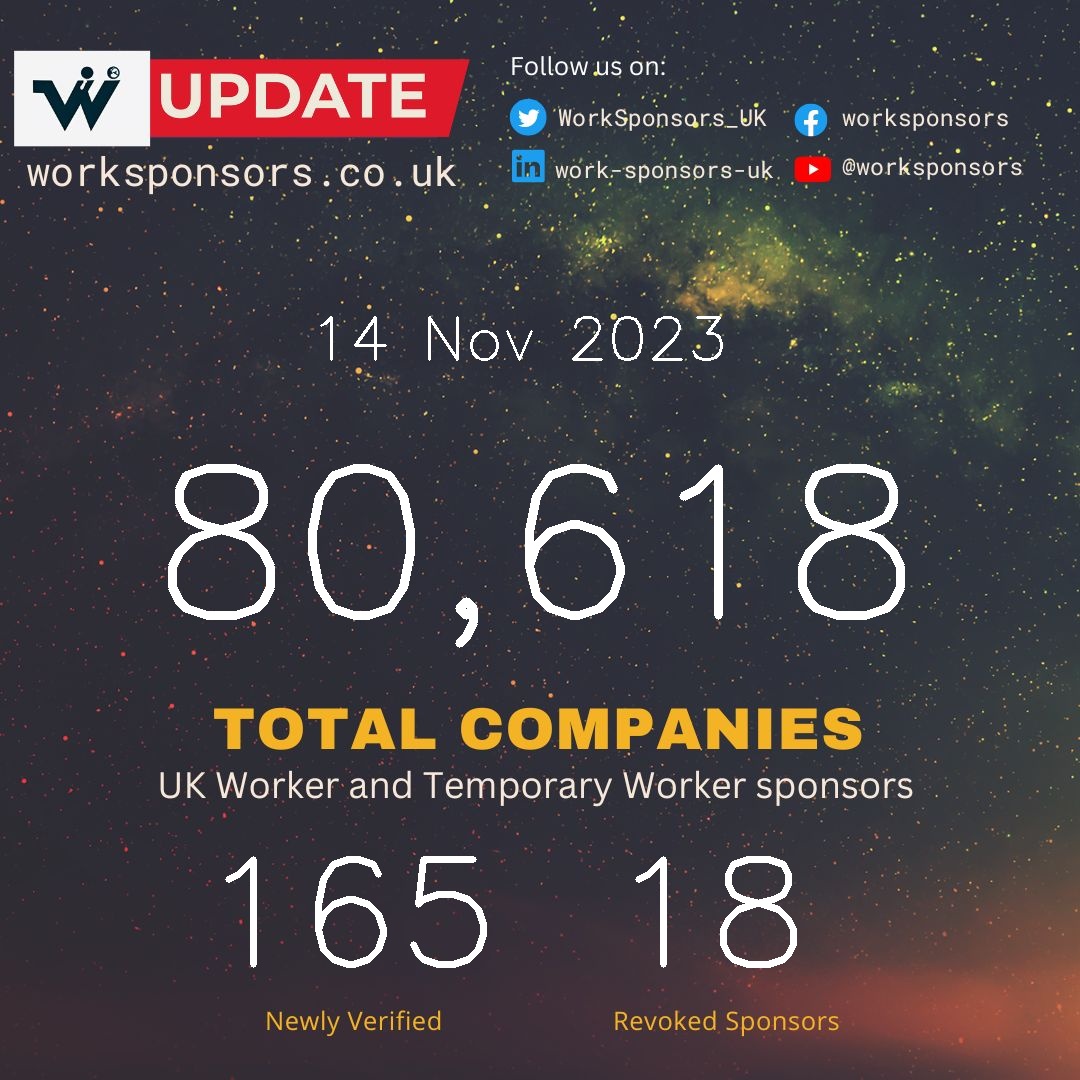 UPDATE
worksponsors.co.uk
Follow us on:
WorkSponsors_UK
worksponsors
work-sponsors-uk
@worksponsors
14 Nov 2023
80,618
TOTAL COMPANIES
UK Worker and Temporary Worker sponsors
165
18
Newly Verified
Revoked Sponsors